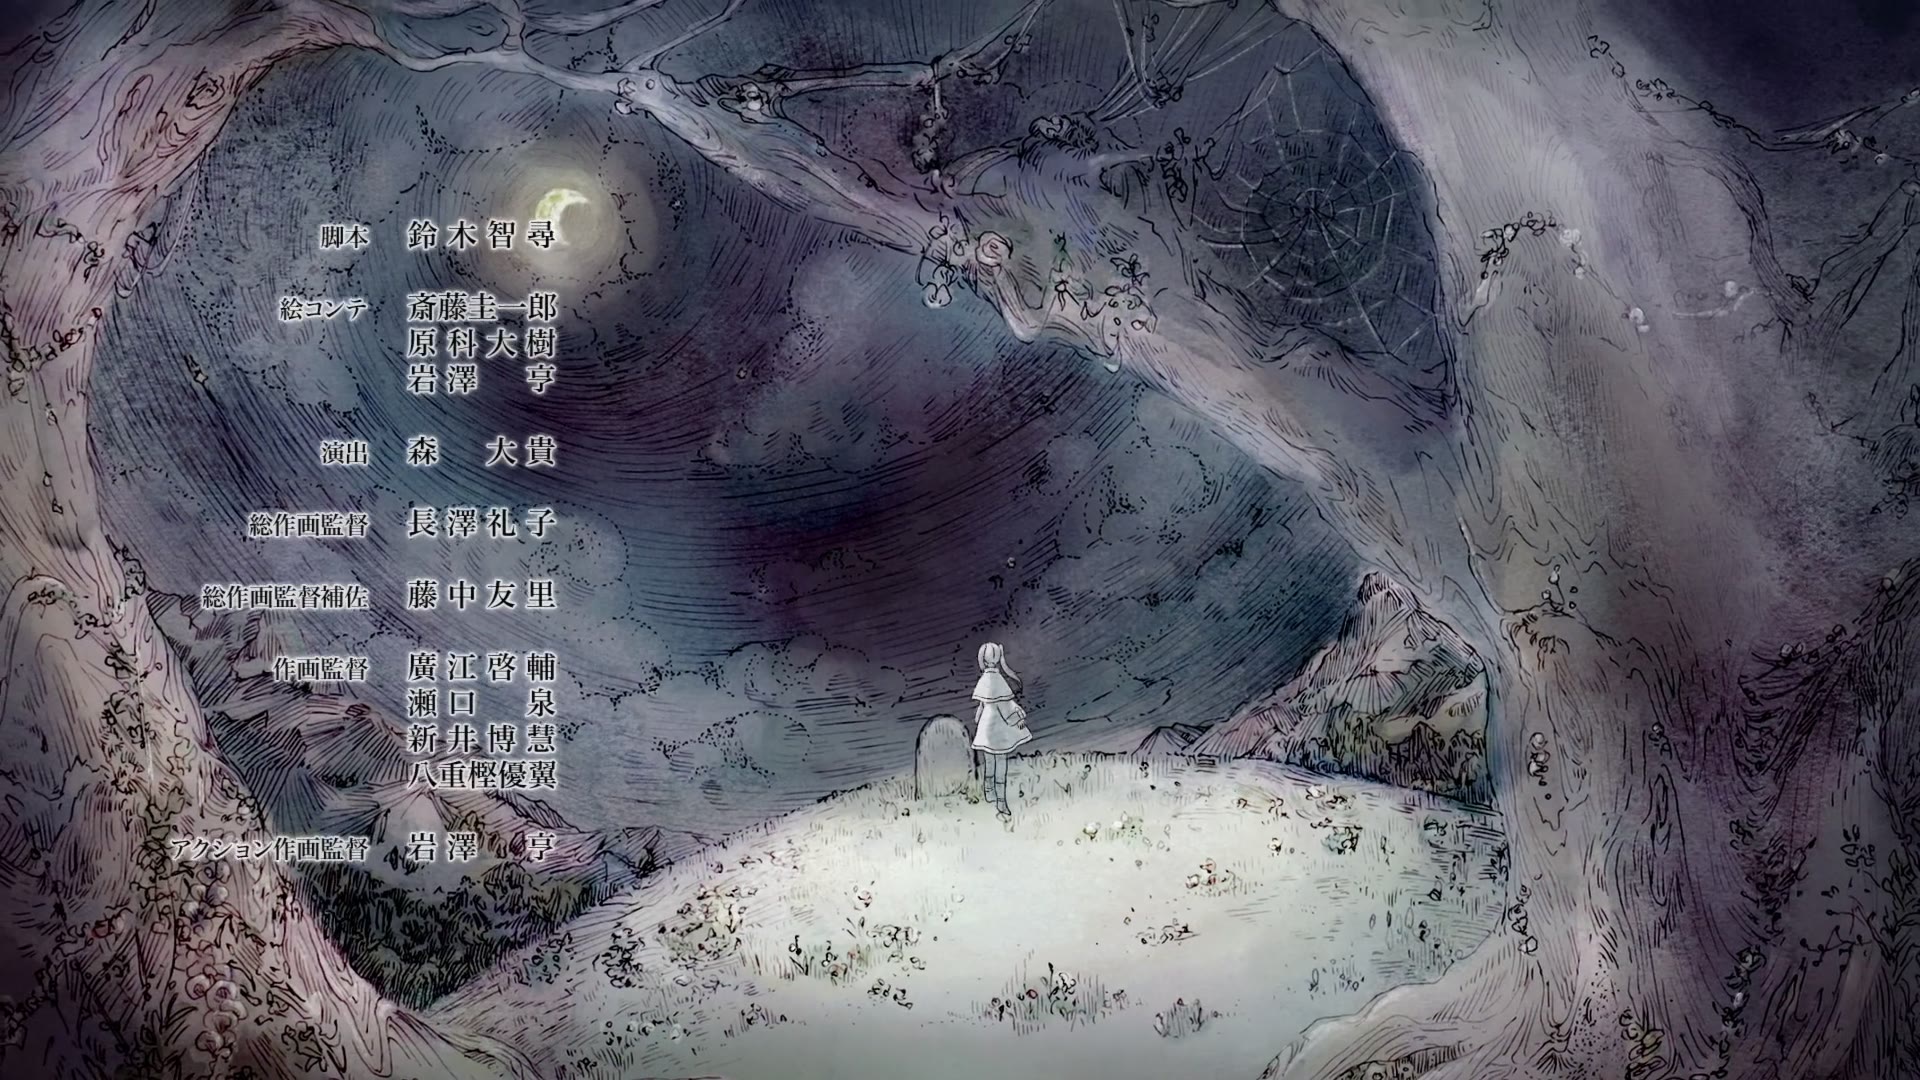 脚本 鈴木智尋
絵コンテ 斎藤圭一郎
原科大樹
岩澤 亨
演出 森 大貴
総作画監督 長澤礼子
総作画監督補佐 藤中友里
作画監督 廣江啓輔
瀬口 泉
新井博慧
八重樫優翼
アクション作画監督 岩澤 亨